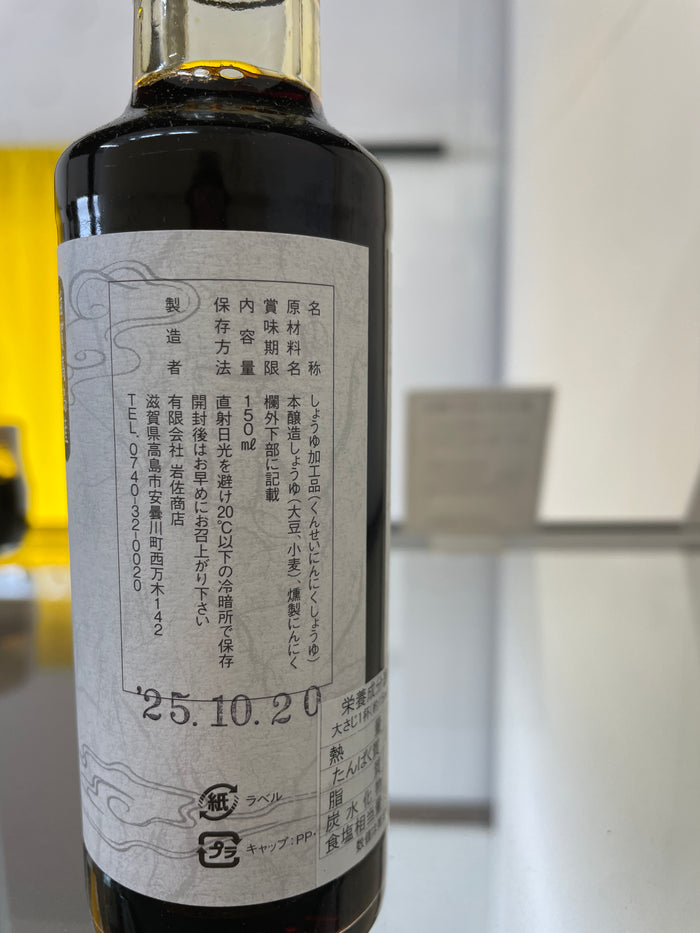 名称 しょうゆ加工品（くんせいにんにくしょうゆ）
原材料名 本醸造しょうゆ（大豆、小麦）、燻製にんにく
賞味期限 欄外下部に記載
内容量 150㎖
保存方法 直射日光を避け20℃以下の冷暗所で保存
開封後はお早めにお召上がり下さい
製造者 有限会社 岩佐商店
滋賀県高島市安曇川町西万木142
TEL.0740-32-0020
'25.10.20
紙 ラベル
プラ キャップ：PP.
栄養成分
大さじ1杯
熱
たんぱく質
脂
炭水化
食塩相当